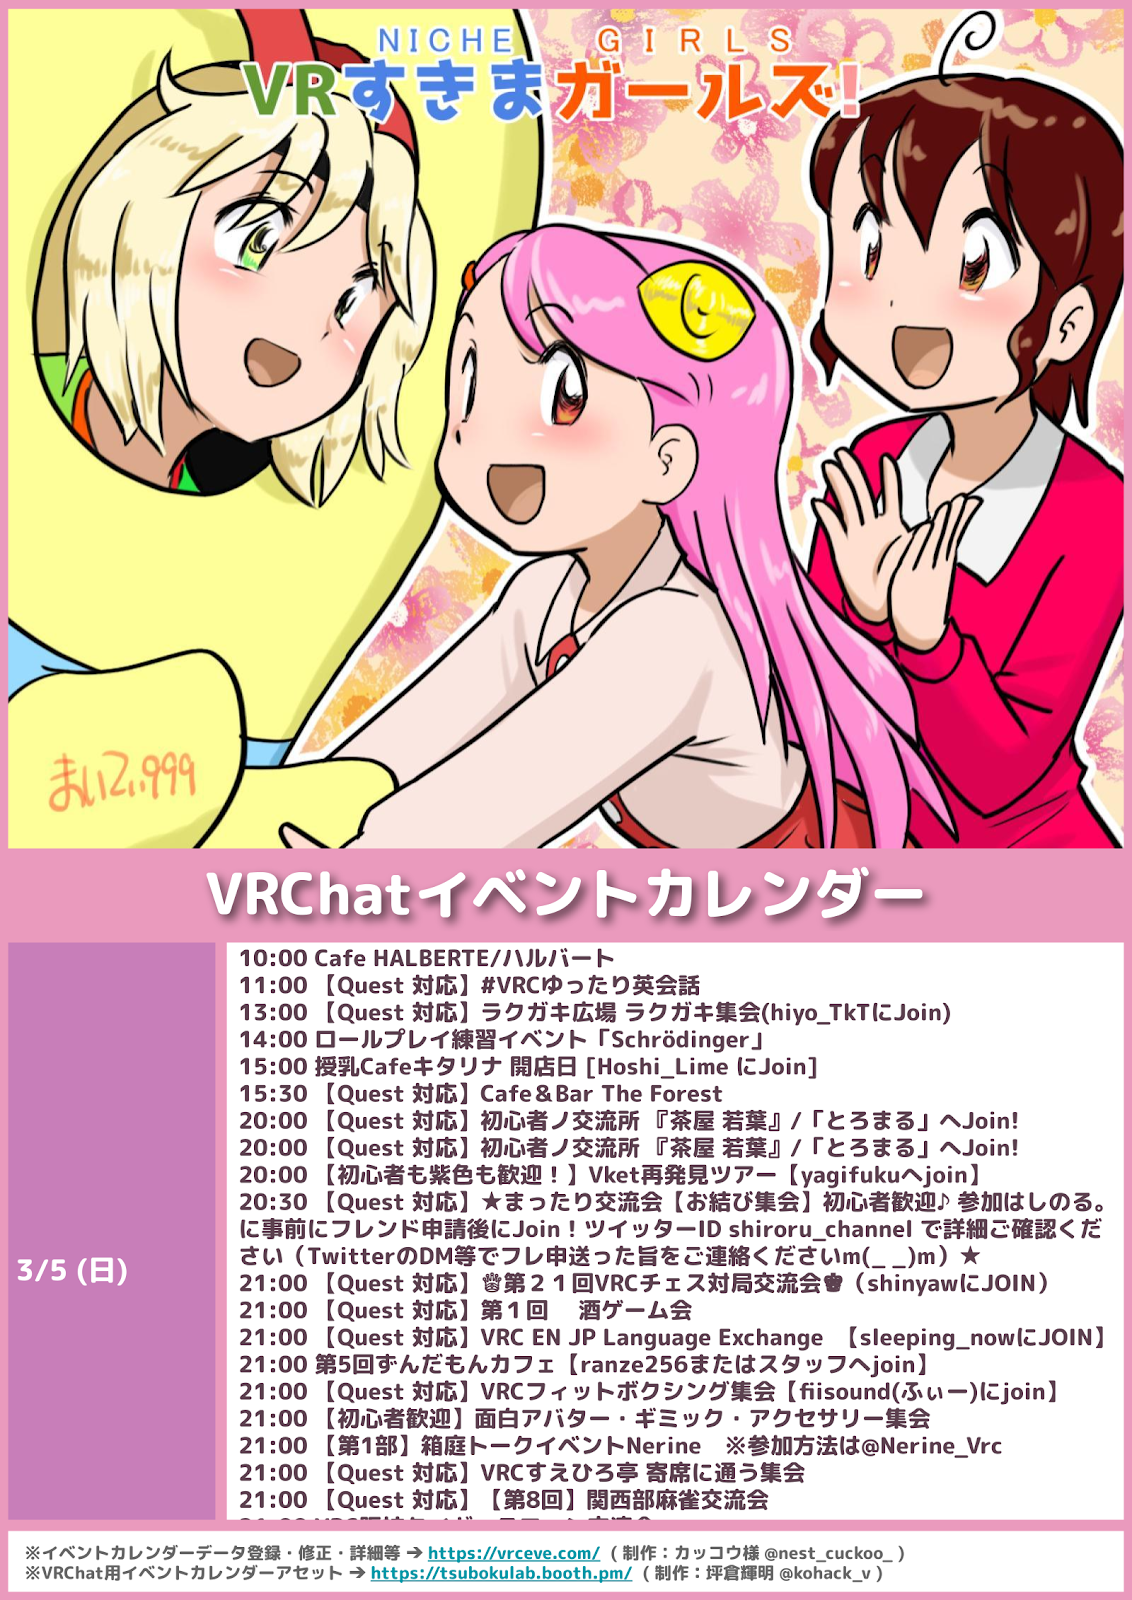 NICHE GIRLS
VRすきまガールズ!
まいてぃ999
VRChatイベントカレンダー
3/5 (日)
10:00 Cafe HALBERTE/ハルバート
11:00 【Quest 対応】#VRCゆったり英会話
13:00 【Quest 対応】ラクガキ広場 ラクガキ集会(hiyo_TkTにJoin)
14:00 ロールプレイ練習イベント「Schrödinger」
15:00 授乳Cafeキタリナ 開店日 [Hoshi_Lime にJoin]
15:30 【Quest 対応】Cafe＆Bar The Forest
20:00 【Quest 対応】初心者ノ交流所 『茶屋 若葉』/「とろまる」へJoin!
20:00 【Quest 対応】初心者ノ交流所 『茶屋 若葉』/「とろまる」へJoin!
20:00 【初心者も紫色も歓迎！】Vket再発見ツアー【yagifukuへjoin】
20:30 【Quest 対応】★まったり交流会【お結び集会】初心者歓迎♪ 参加はしのる。
に事前にフレンド申請後にJoin！ツイッターID shiroru_channel で詳細ご確認くだ
さい（TwitterのDM等でフレ申送った旨をご連絡くださいm(_ _)m）★
21:00 【Quest 対応】♔第２１回VRCチェス対局交流会♚（shinyawにJOIN）
21:00 【Quest 対応】第１回　酒ゲーム会
21:00 【Quest 対応】VRC EN JP Language Exchange 【sleeping_nowにJOIN】
21:00 第5回ずんだもんカフェ【ranze256またはスタッフへjoin】
21:00 【Quest 対応】VRCフィットボクシング集会【fiisound(ふぃー)にjoin】
21:00 【初心者歓迎】面白アバター・ギミック・アクセサリー集会
21:00 【第1部】箱庭トークイベントNerine　※参加方法は@Nerine_Vrc
21:00 【Quest 対応】VRCすえひろ亭 寄席に通う集会
21:00 【Quest 対応】【第8回】関西部麻雀交流会
※イベントカレンダーデータ登録・修正・詳細等 ➔ https://vrceve.com/ ( 制作：カッコウ様 @nest_cuckoo_ )
※VRChat用イベントカレンダーアセット ➔ https://tsubokulab.booth.pm/ ( 制作：坪倉輝明 @kohack_v )